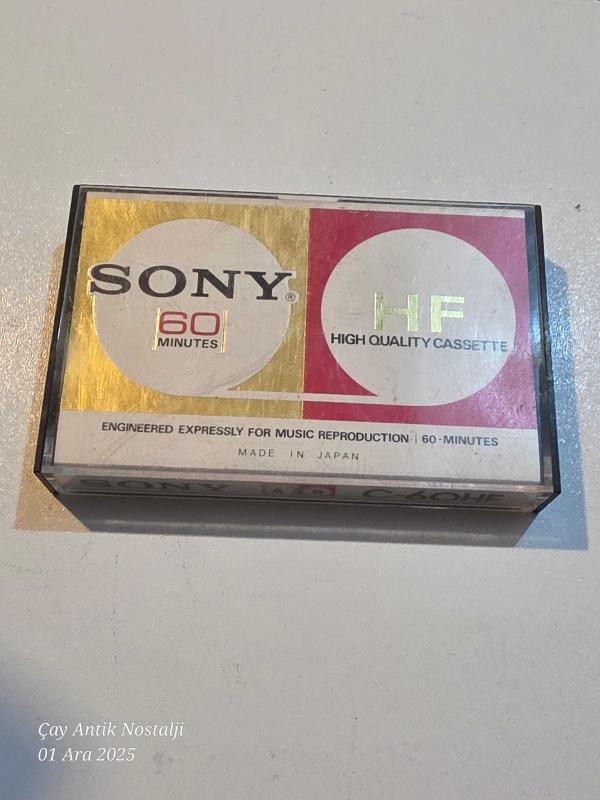 SONY®
60
MINUTES
HF
HIGH QUALITY CASSETTE
ENGINEERED EXPRESSLY FOR MUSIC REPRODUCTION | 60-MINUTES
MADE IN JAPAN
SONY A B C-60HF
Çay Antik Nostalji
01 Ara 2025